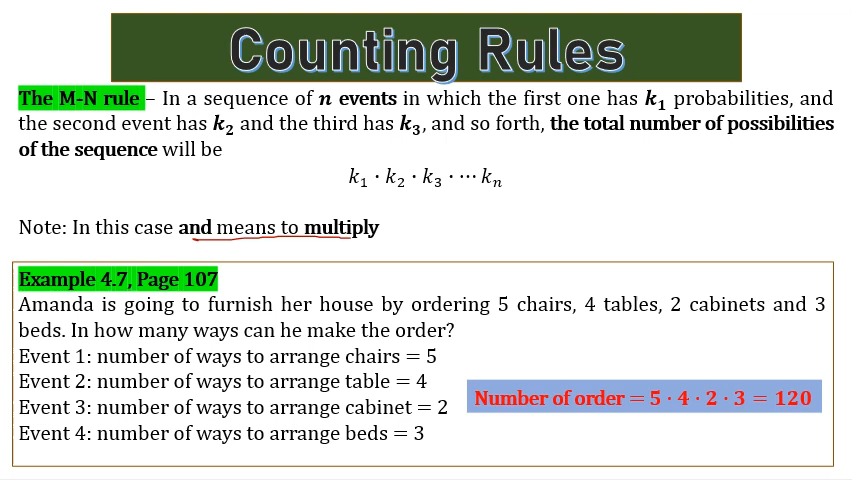 Counting Rules
The M-N rule – In a sequence of n events in which the first one has k₁ probabilities, and
the second event has k₂ and the third has k₃, and so forth, the total number of possibilities
of the sequence will be
k₁ · k₂ · k₃ · ⋯ kₙ
Note: In this case and means to multiply
Example 4.7, Page 107
Amanda is going to furnish her house by ordering 5 chairs, 4 tables, 2 cabinets and 3
beds. In how many ways can he make the order?
Event 1: number of ways to arrange chairs = 5
Event 2: number of ways to arrange table = 4
Event 3: number of ways to arrange cabinet = 2
Event 4: number of ways to arrange beds = 3
Number of order = 5 · 4 · 2 · 3 = 120